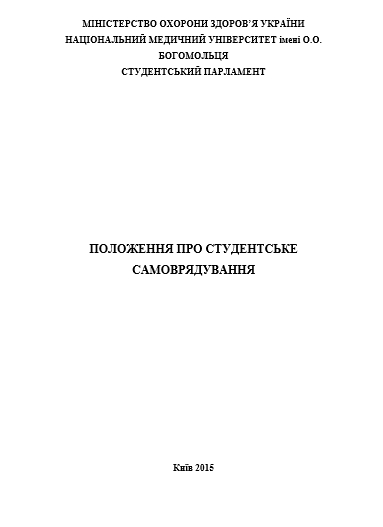 МІНІСТЕРСТВО ОХОРОНИ ЗДОРОВ’Я УКРАЇНИ
НАЦІОНАЛЬНИЙ МЕДИЧНИЙ УНІВЕРСИТЕТ імені О.О.
БОГОМОЛЬЦЯ
СТУДЕНТСЬКИЙ ПАРЛАМЕНТ
ПОЛОЖЕННЯ ПРО СТУДЕНТСЬКЕ
САМОВРЯДУВАННЯ
Київ 2015